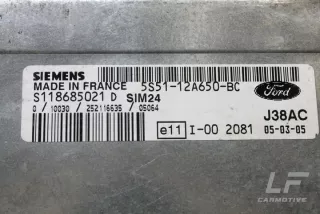 SIEMENS 5S51-12A650-BC
MADE IN FRANCE
S118685021 D SIM24
0 / 10030 / 252116635 / 05064
Ford
J38AC
e11 I-00 2081 05-03-05
LF
CARMOTIVE